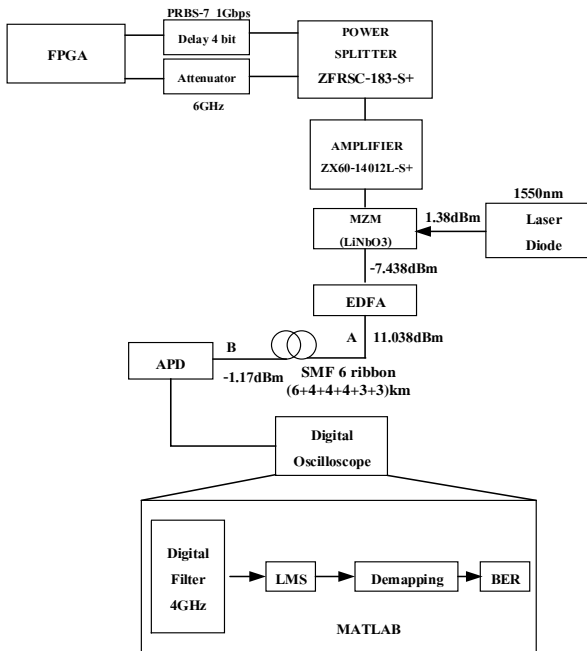 PRBS-7 1Gbps
FPGA
Delay 4 bit
Attenuator
6GHz
POWER
SPLITTER
ZFRSC-183-S+
AMPLIFIER
ZX60-14012L-S+
1550nm
MZM
(LiNbO3)
1.38dBm
Laser
Diode
-7.438dBm
EDFA
B
A
11.038dBm
APD
-1.17dBm
SMF 6 ribbon
(6+4+4+4+3+3)km
Digital
Oscilloscope
Digital
Filter
4GHz
LMS
Demapping
BER
MATLAB